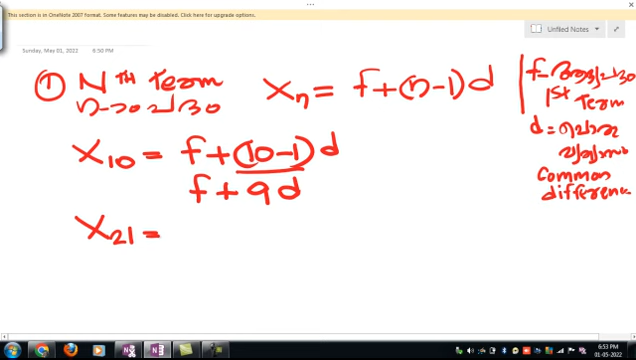 This section is in OneNote 2007 format. Some features may be disabled. Click here for upgrade options.
Unfiled Notes
Sunday, May 01, 2022 6:50 PM
① Nth Term
Xn = f+(n-1)d
X10 = f+(10-1)d
f+9d
X21 =
1st
Term
d =
Common
difference
6:53 PM
01-05-2022